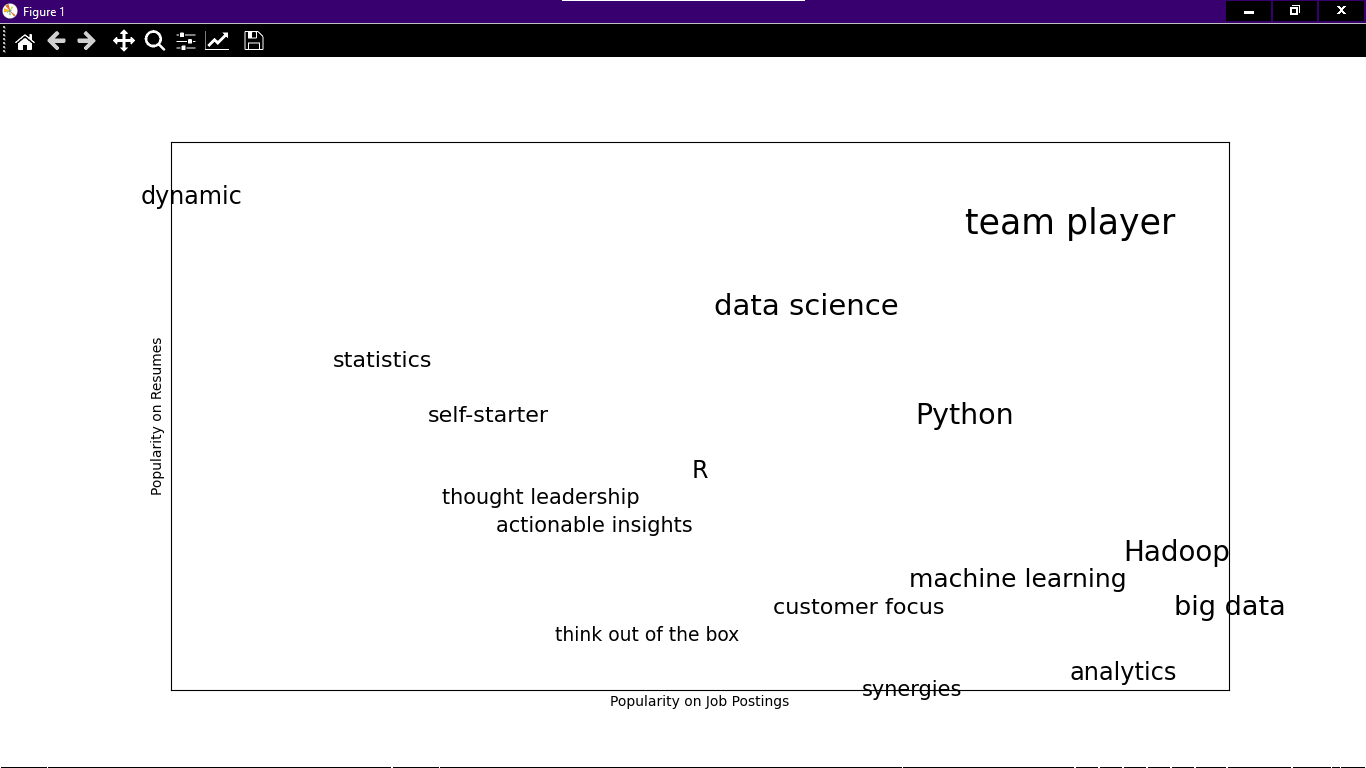 Figure 1
dynamic
team player
data science
statistics
Popularity on Resumes
self-starter
Python
R
thought leadership
actionable insights
Hadoop
machine learning
customer focus
big data
think out of the box
analytics
synergies
Popularity on Job Postings